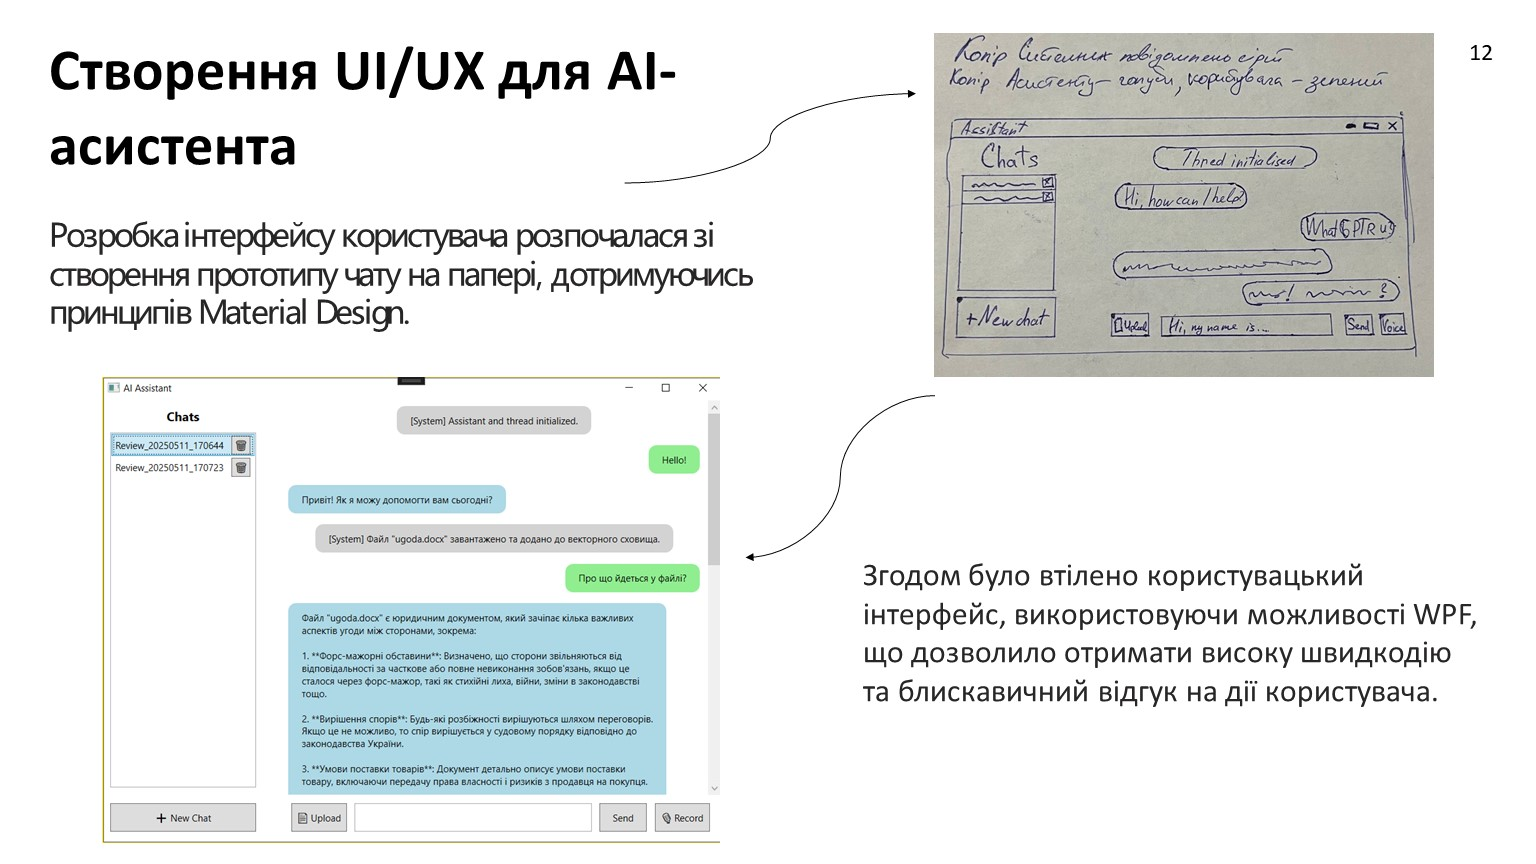 Створення UI/UX для AI-
асистента
12
Розробка інтерфейсу користувача розпочалася зі
створення прототипу чату на папері, дотримуючись
принципів Material Design.
Колір Системних повідомлень сірий
Колір Асистенту - голубий, користувача - зелений
Assistant
Chats
Thred initialised
Hi, how can I help
What GPT R u?
+ New chat
Upload
Hi, my name is...
Send
Voice
AI Assistant
Chats
Review_20250511_170644
Review_20250511_170723
[System] Assistant and thread initialized.
Hello!
Привіт! Як я можу допомогти вам сьогодні?
[System] Файл "ugoda.docx" завантажено та додано до векторного сховища.
Про що йдеться у файлі?
Файл "ugoda.docx" є юридичним документом, який зачіпає кілька важливих
аспектів угоди між сторонами, зокрема:
1. **Форс-мажорні обставини**: Визначено, що сторони звільняються від
відповідальності за часткове або повне невиконання зобов'язань, якщо це
сталося через форс-мажор, такі як стихійні лиха, війни, зміни в законодавстві
тощо.
2. **Вирішення спорів**: Будь-які розбіжності вирішуються шляхом переговорів.
Якщо це не можливо, то спір вирішується у судовому порядку відповідно до
законодавства України.
3. **Умови поставки товарів**: Документ детально описує умови поставки
товару, включаючи передачу права власності і ризиків з продавця на покупця.
+ New Chat
Upload
Send
Record
Згодом було втілено користувацький
інтерфейс, використовуючи можливості WPF,
що дозволило отримати високу швидкодію
та блискавичний відгук на дії користувача.